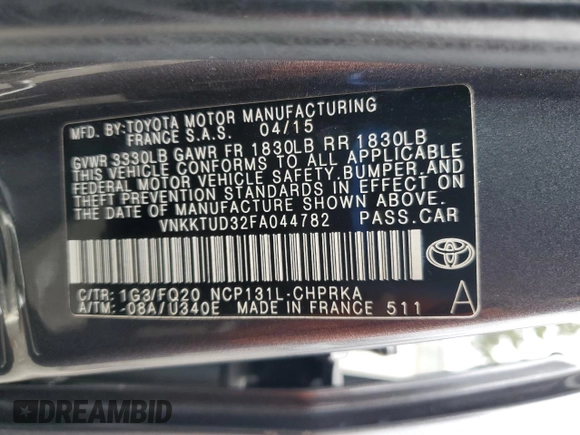 MFD. BY:TOYOTA MOTOR MANUFACTURING
FRANCE S.A.S. 04/15
GVWR 3330LB GAWR FR 1830LB RR 1830LB
THIS VEHICLE CONFORMS TO ALL APPLICABLE
FEDERAL MOTOR VEHICLE SAFETY,BUMPER,AND
THEFT PREVENTION STANDARDS IN EFFECT ON
THE DATE OF MANUFACTURE SHOWN ABOVE.
VNKKTUD32FA044782 PASS.CAR
C/TR: 1G3/FQ20 NCP131L-CHPRKA
A/TM: -08A/U340E MADE IN FRANCE 511
A
DREAMBID